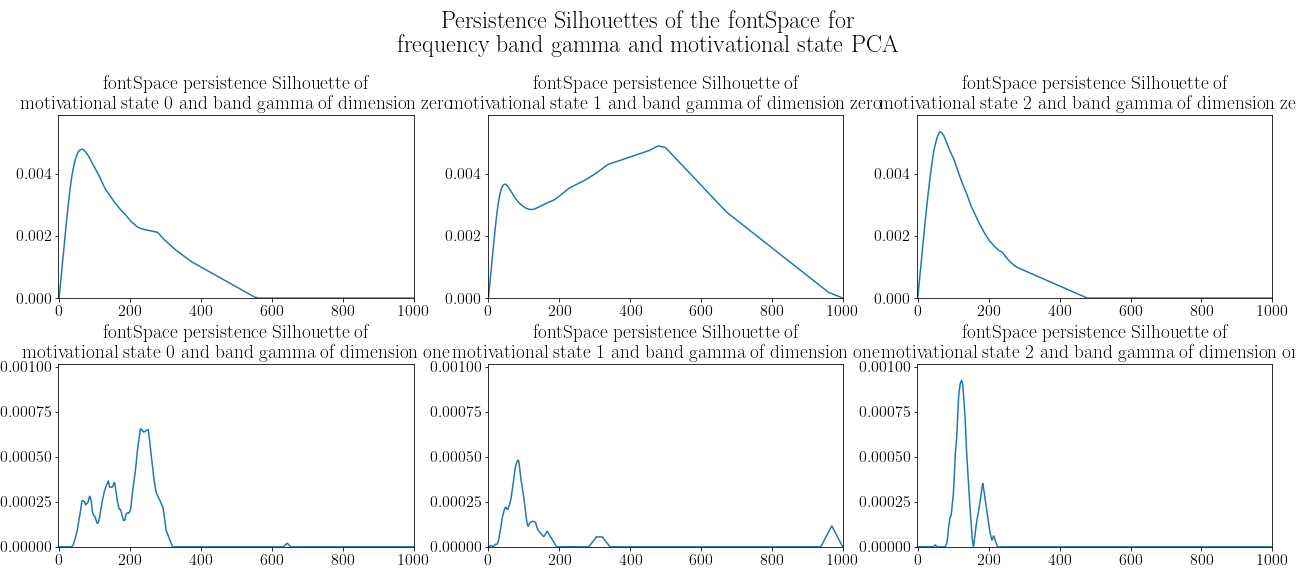 Persistence Silhouettes of the fontSpace for
frequency band gamma and motivational state PCA
fontSpace persistence Silhouette of
motivational state 0 and band gamma of dimension zero
0.004
0.002
0.000
0 200 400 600 800 1000
fontSpace persistence Silhouette of
motivational state 1 and band gamma of dimension zero
0.004
0.002
0.000
0 200 400 600 800 1000
fontSpace persistence Silhouette of
motivational state 2 and band gamma of dimension ze
0.004
0.002
0.000
0 200 400 600 800 1000
fontSpace persistence Silhouette of
motivational state 0 and band gamma of dimension one
0.00100
0.00075
0.00050
0.00025
0.00000
0 200 400 600 800 1000
fontSpace persistence Silhouette of
motivational state 1 and band gamma of dimension one
0.00100
0.00075
0.00050
0.00025
0.00000
0 200 400 600 800 1000
fontSpace persistence Silhouette of
motivational state 2 and band gamma of dimension on
0.00100
0.00075
0.00050
0.00025
0.00000
0 200 400 600 800 1000